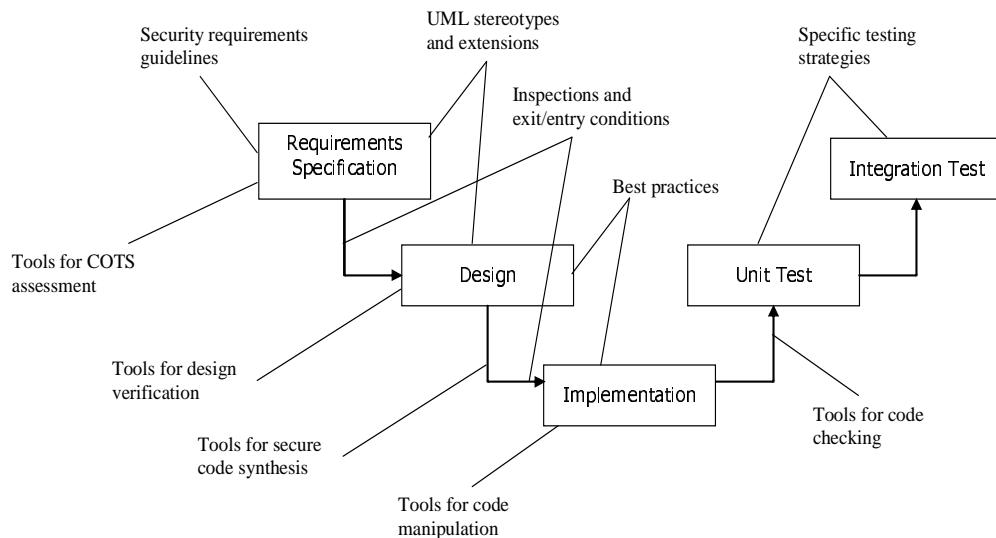 Security requirements
guidelines
UML stereotypes
and extensions
Specific testing
strategies
Inspections and
exit/entry conditions
Requirements
Specification
Integration Test
Best practices
Tools for COTS
assessment
Design
Unit Test
Tools for design
verification
Implementation
Tools for code
checking
Tools for secure
code synthesis
Tools for code
manipulation